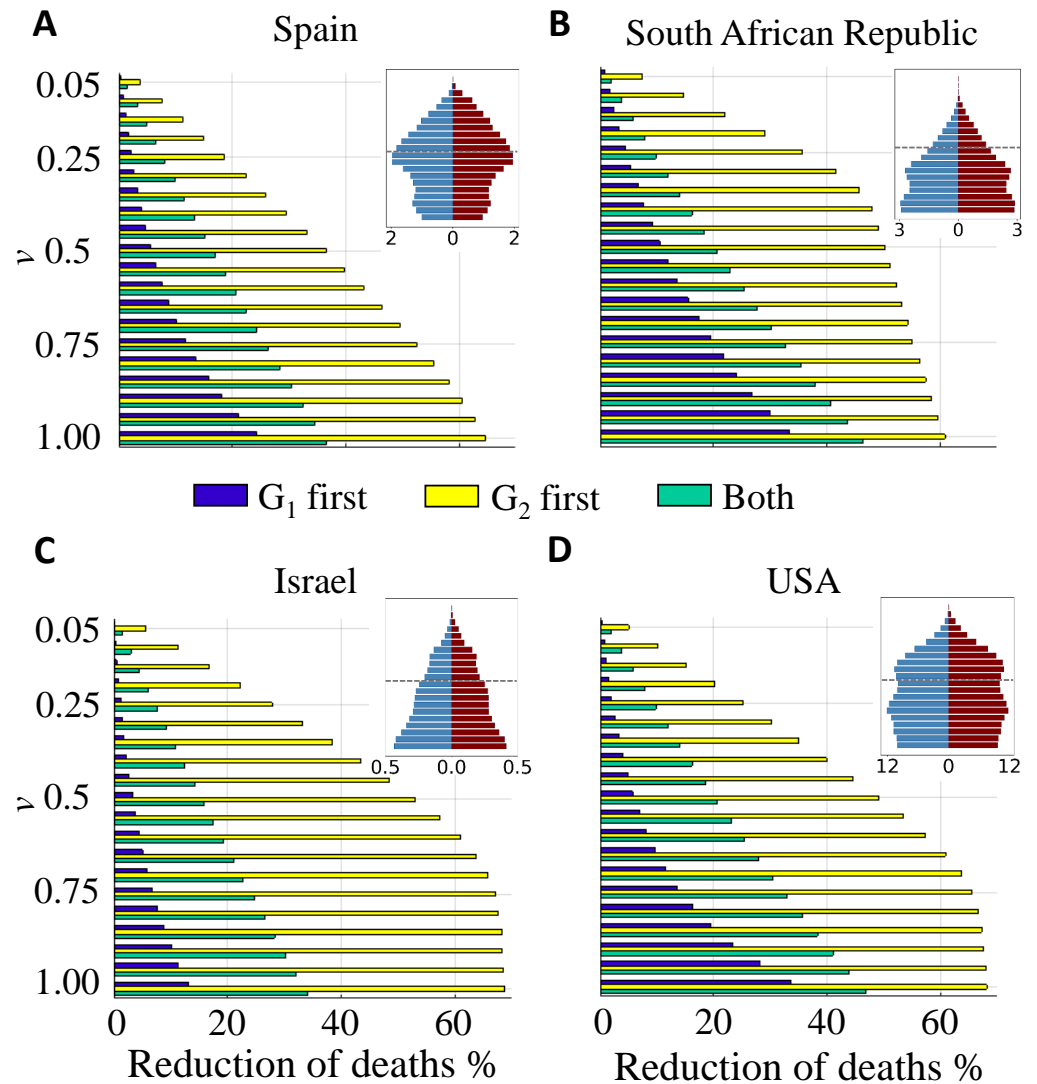 A
Spain
0.05
0.25
v 0.5
0.75
1.00
2 0 2
B
South African Republic
3 0 3
G₁ first G₂ first Both
C
Israel
0.05
0.25
v 0.5
0.75
1.00
0.5 0.0 0.5
0 20 40 60
Reduction of deaths %
D
USA
12 0 12
0 20 40 60
Reduction of deaths %